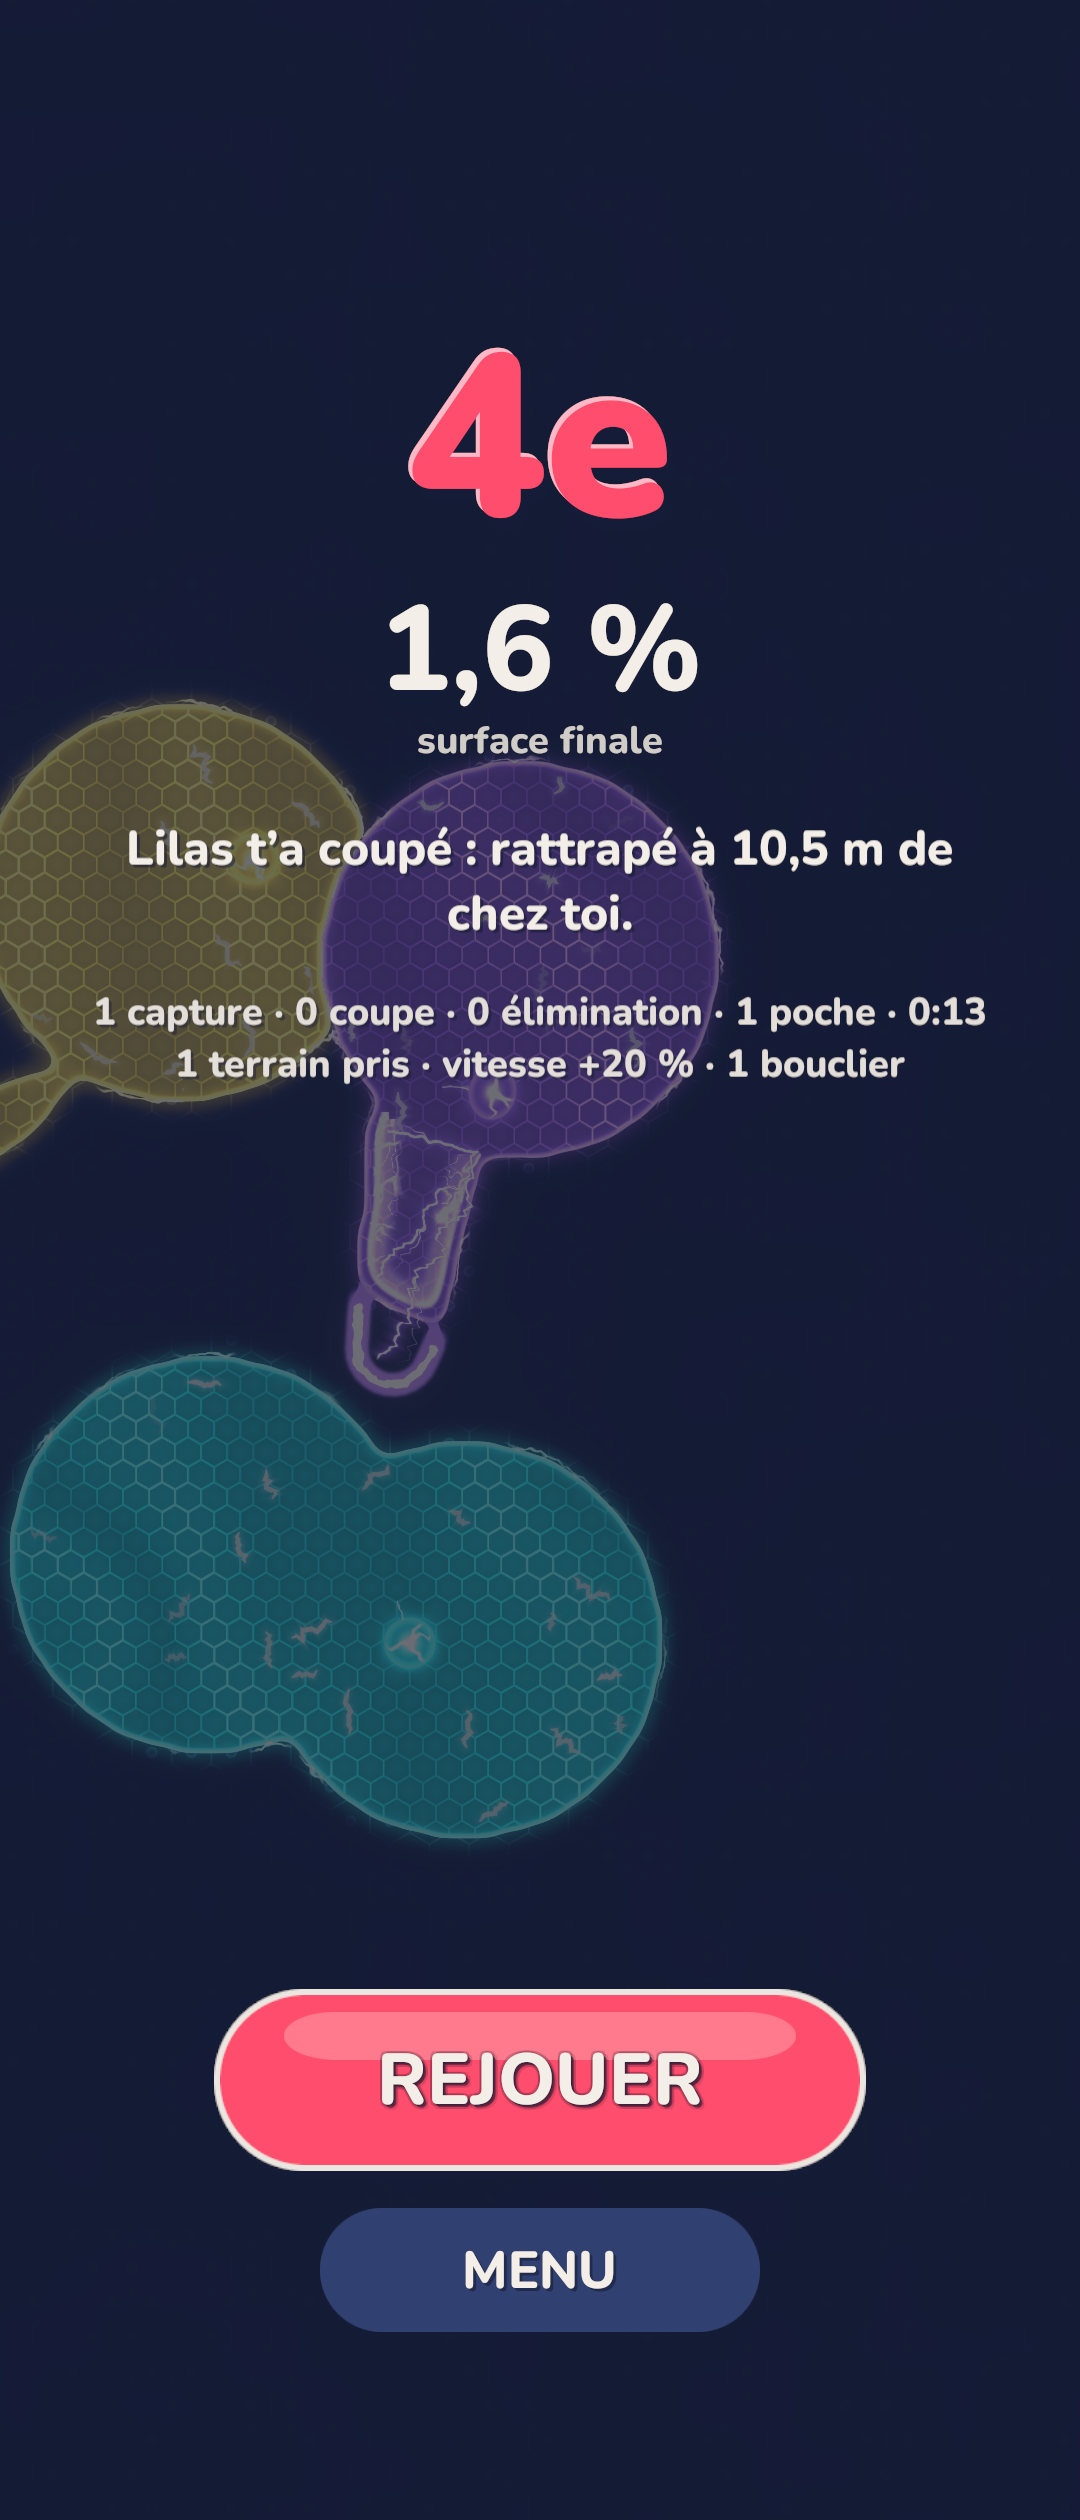 4e
1,6 %
surface finale
Lilas t’a coupé : rattrapé à 10,5 m de
chez toi.
1 capture · 0 coupe · 0 élimination · 1 poche · 0:13
1 terrain pris · vitesse +20 % · 1 bouclier
REJOUER
MENU